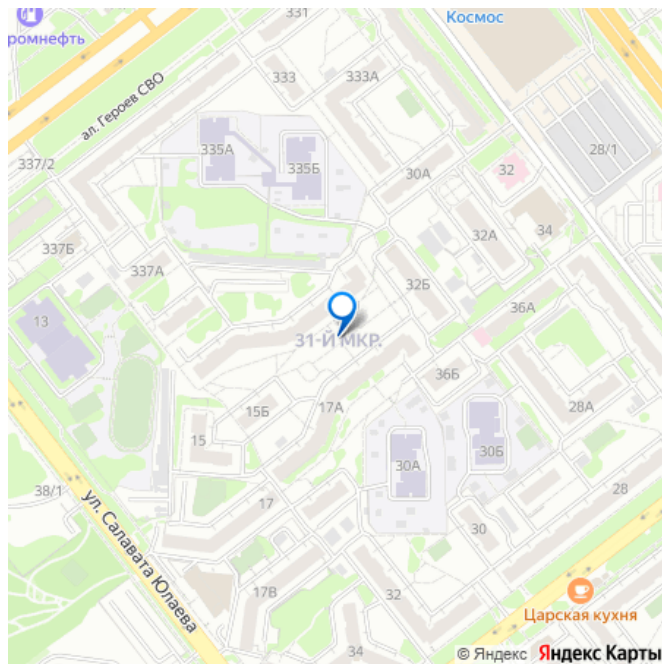 331
Космос
ромнефть
333
333А
ал. Героев СВО
335А
28/1
337/2
335Б
30А
32
337Б
32А
34
337А
32Б
36А
13
31-Й МКР.
36Б
15Б
17А
28А
15
30А
30Б
38/1
17
28
ул. Салавата Юлаева
30
17В
32
Царская кухня
34
© Яндекс Яндекс Карты